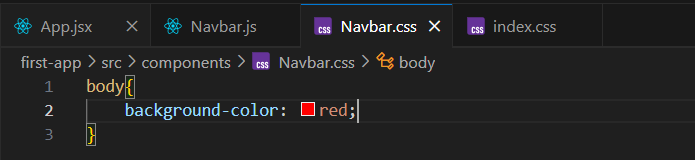 App.jsx Navbar.js Navbar.css index.css
first-app > src > components > Navbar.css > body
1 body{
2 background-color: red;
3 }